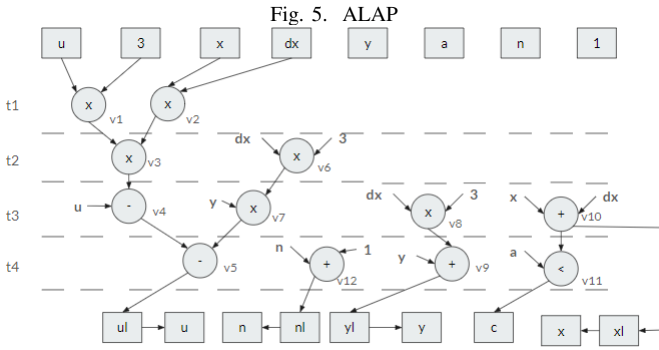 Fig. 5. ALAP
u 3 x dx y a n 1
t1 x v1 x v2
dx 3
t2 x v3 x v6
u - v4 y x v7 dx 3 x v8 x dx + v10
t3
t4 - v5 n 1 + v12 y + v9 a < v11
ul u n nl yl y c x xl